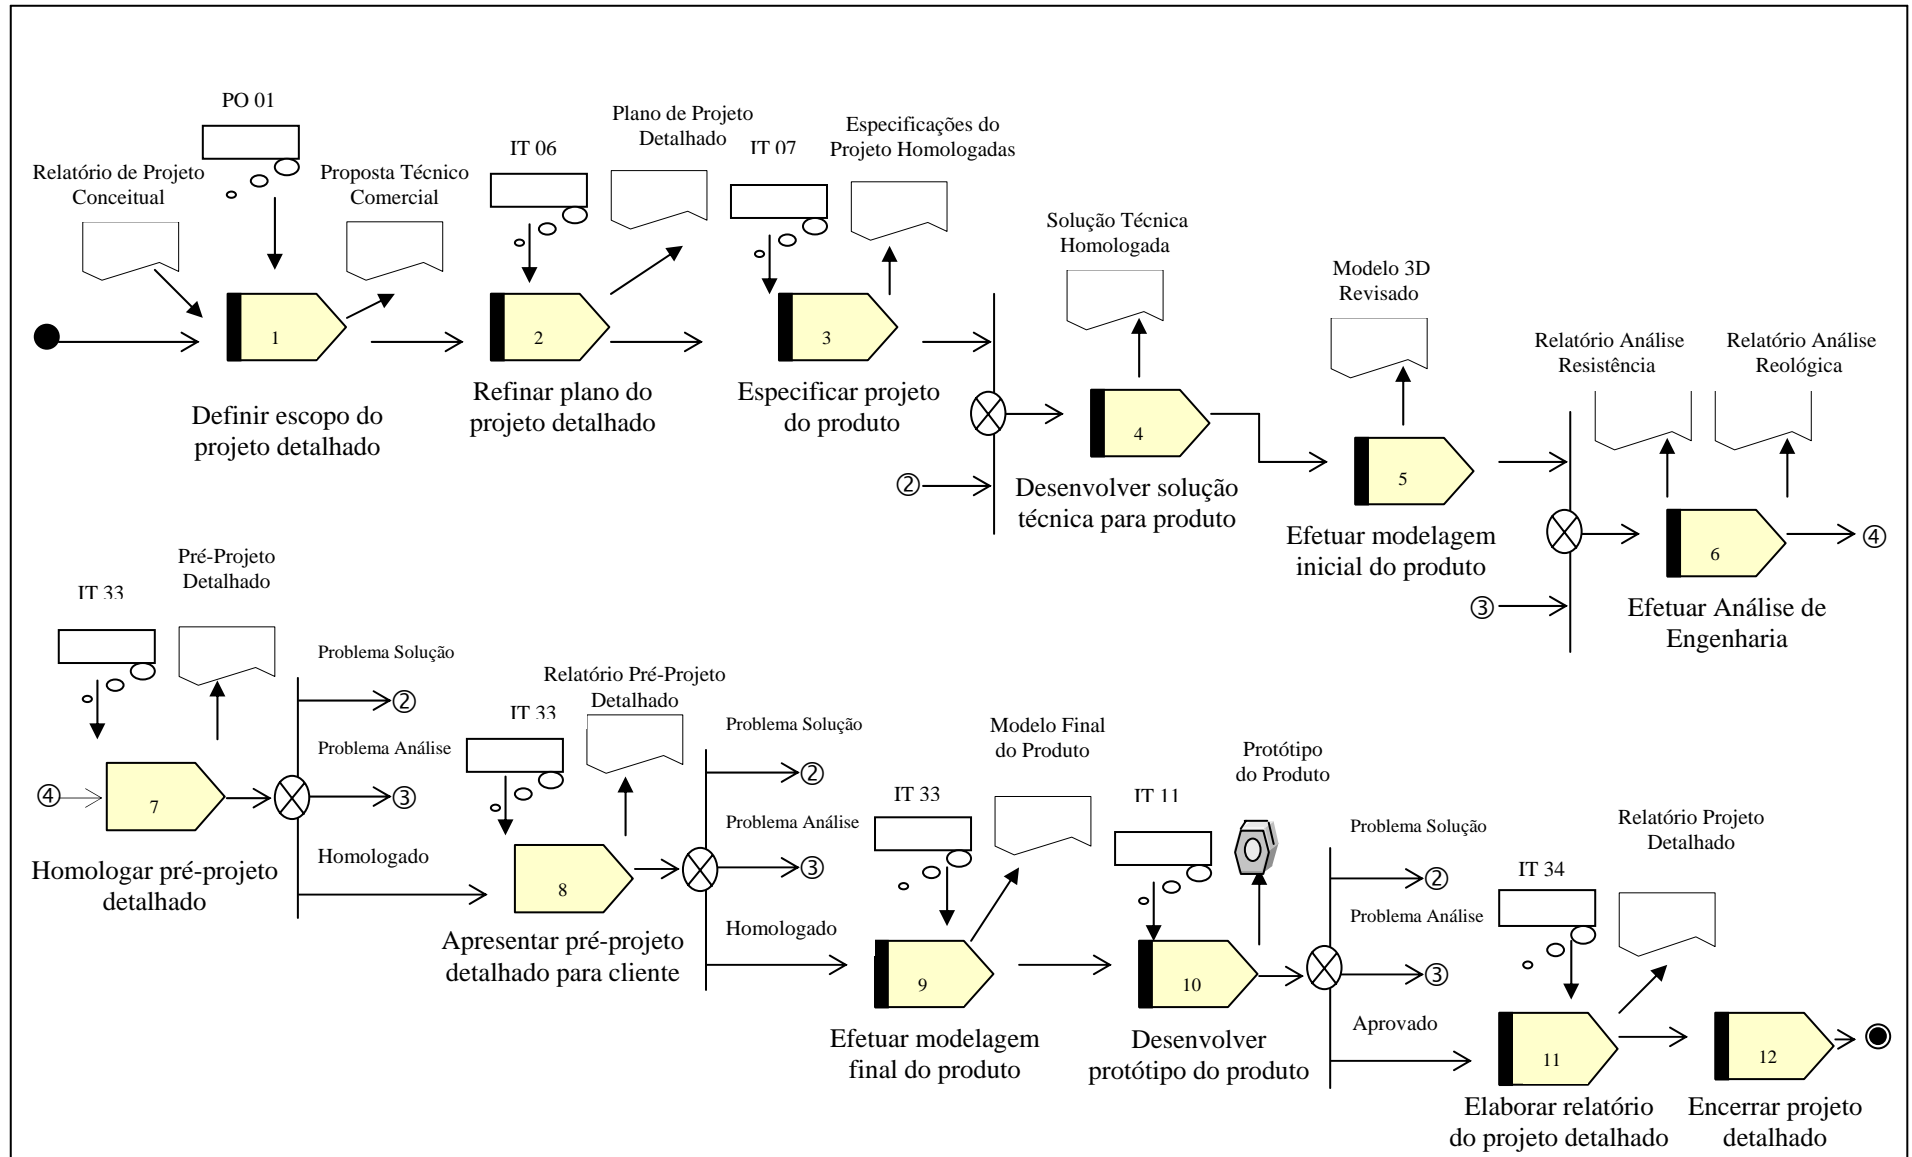 PO 01
Relatório de Projeto
Conceitual
Proposta Técnico
Comercial
1
Definir escopo do
projeto detalhado
IT 06
Plano de Projeto
Detalhado
2
Refinar plano do
projeto detalhado
IT 07
Especificações do
Projeto Homologadas
3
Especificar projeto
do produto
②
Solução Técnica
Homologada
4
Desenvolver solução
técnica para produto
Modelo 3D
Revisado
5
Efetuar modelagem
inicial do produto
③
Relatório Análise
Resistência
Relatório Análise
Reológica
6
④
Efetuar Análise de
Engenharia
IT 33
Pré-Projeto
Detalhado
④
7
Homologar pré-projeto
detalhado
Problema Solução
②
Problema Análise
③
Homologado
IT 33
Relatório Pré-Projeto
Detalhado
8
Apresentar pré-projeto
detalhado para cliente
Problema Solução
②
Problema Análise
③
Homologado
IT 33
Modelo Final
do Produto
9
Efetuar modelagem
final do produto
IT 11
Protótipo
do Produto
10
Desenvolver
protótipo do produto
Problema Solução
②
Problema Análise
③
Aprovado
IT 34
Relatório Projeto
Detalhado
11
Elaborar relatório
do projeto detalhado
12
Encerrar projeto
detalhado